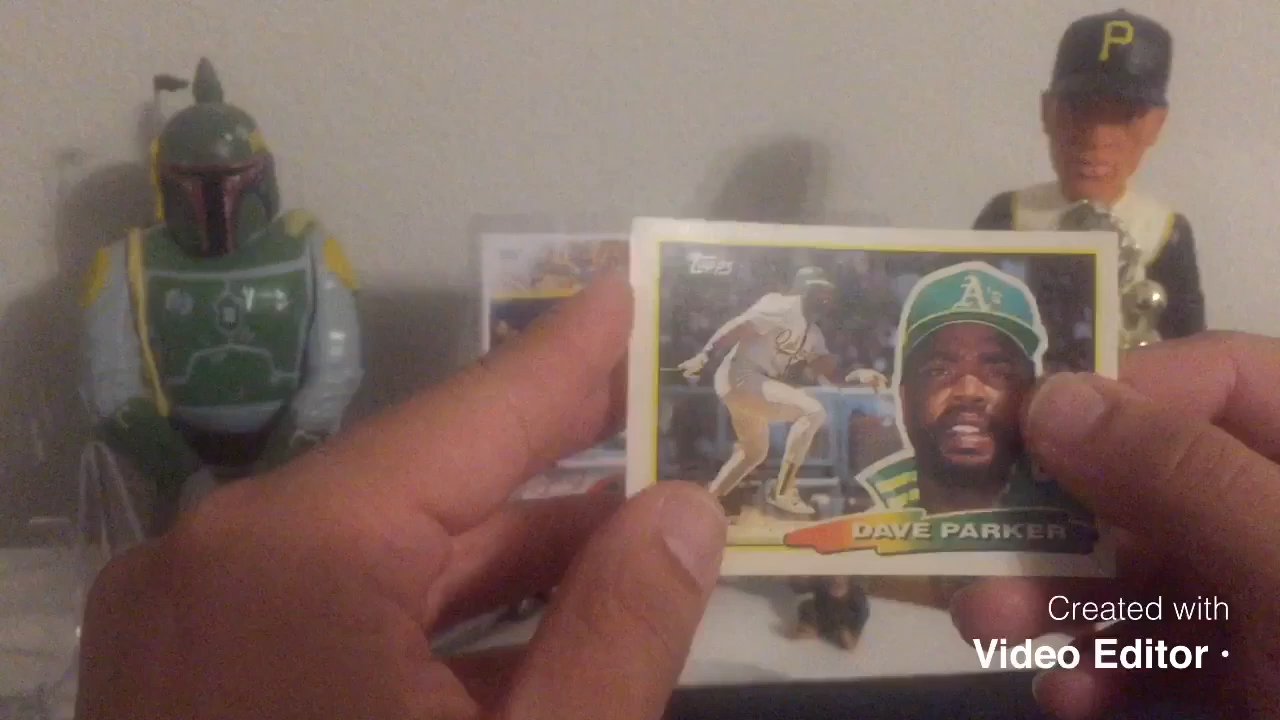 P
Topps
A's
DAVE PARKER
Created with
Video Editor ·